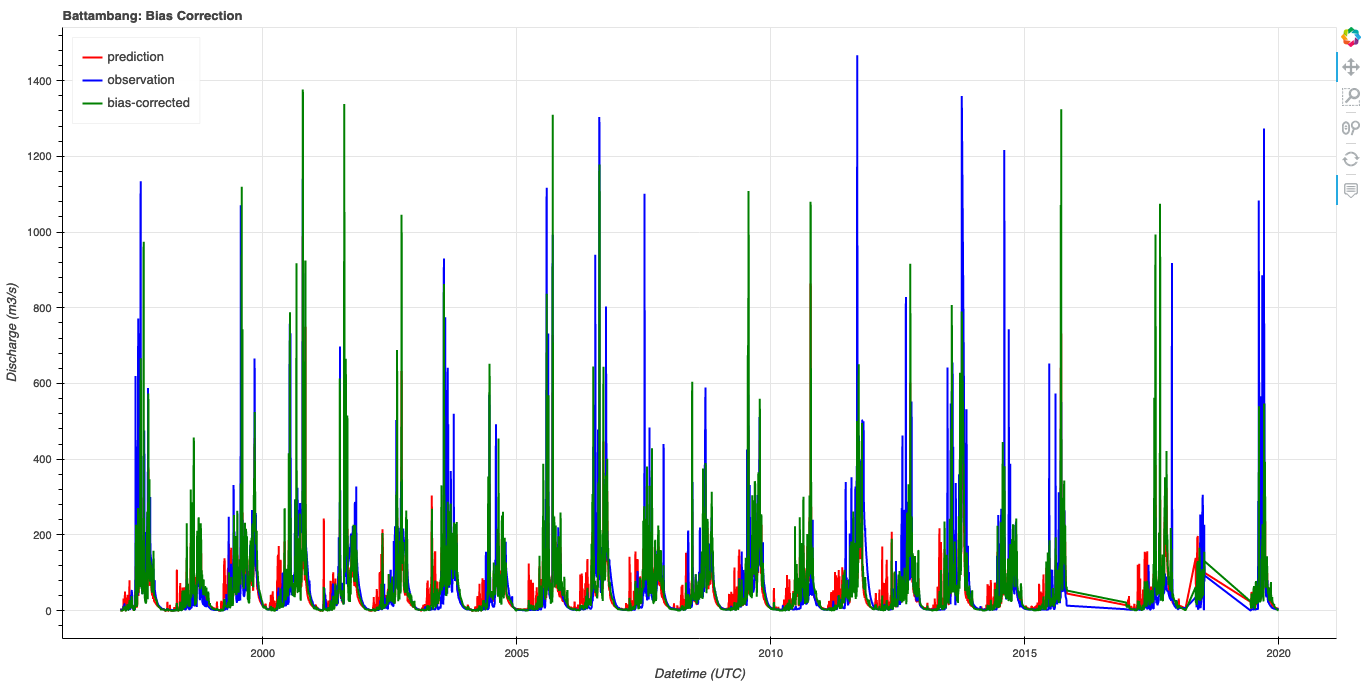 Battambang: Bias Correction
prediction
observation
bias-corrected
1400
1200
1000
800
600
400
200
0
Discharge (m3/s)
2000
2005
2010
2015
2020
Datetime (UTC)